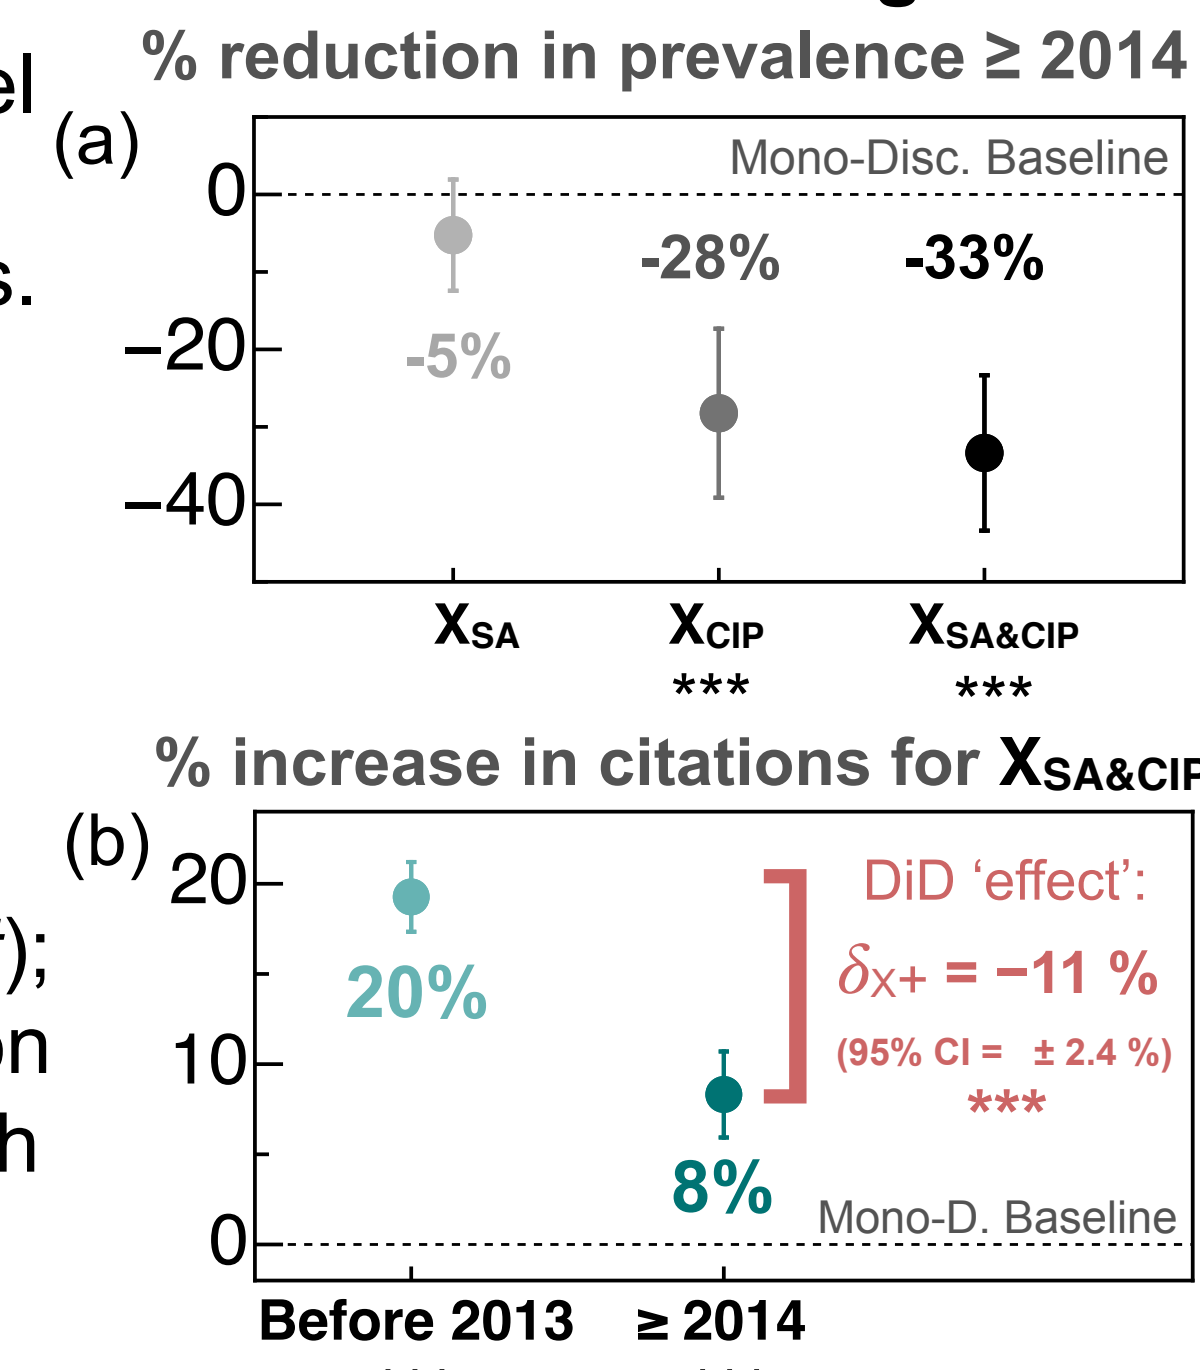 % reduction in prevalence ≥ 2014
el
(a)
Mono-Disc. Baseline
0
-28%
-33%
s.
−20
-5%
−40
XSA
XCIP
XSA&CIP
***
***
% increase in citations for XSA&CIP
(b)
20
DiD ‘effect’:
);
20%
δX+ = −11 %
on
10
(95% CI = ± 2.4 %)
***
h
8%
Mono-D. Baseline
0
Before 2013
≥ 2014